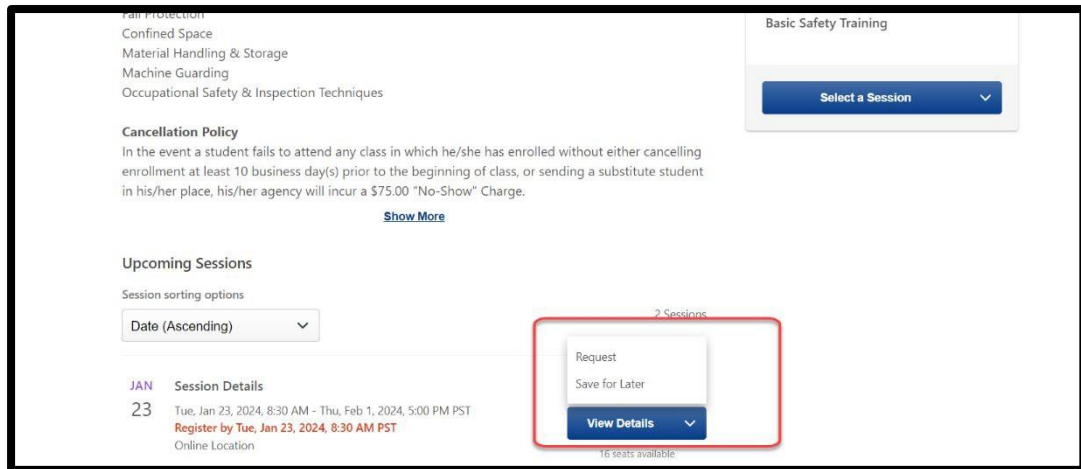 Fall Protection
Confined Space
Material Handling & Storage
Machine Guarding
Occupational Safety & Inspection Techniques
Cancellation Policy
In the event a student fails to attend any class in which he/she has enrolled without either cancelling
enrollment at least 10 business day(s) prior to the beginning of class, or sending a substitute student
in his/her place, his/her agency will incur a $75.00 "No-Show" Charge.
Show More
Basic Safety Training
Select a Session
Upcoming Sessions
Session sorting options
Date (Ascending)
2 Sessions
Request
Save for Later
View Details
16 seats available
JAN
23
Session Details
Tue, Jan 23, 2024, 8:30 AM - Thu, Feb 1, 2024, 5:00 PM PST
Register by Tue, Jan 23, 2024, 8:30 AM PST
Online Location